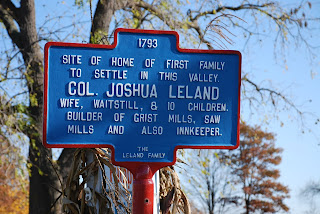 1793
SITE OF HOME OF FIRST FAMILY
TO SETTLE IN THIS VALLEY.
COL. JOSHUA LELAND
WIFE, WAITSTILL, & 10 CHILDREN.
BUILDER OF GRIST MILLS, SAW
MILLS AND ALSO INNKEEPER.
THE
LELAND FAMILY